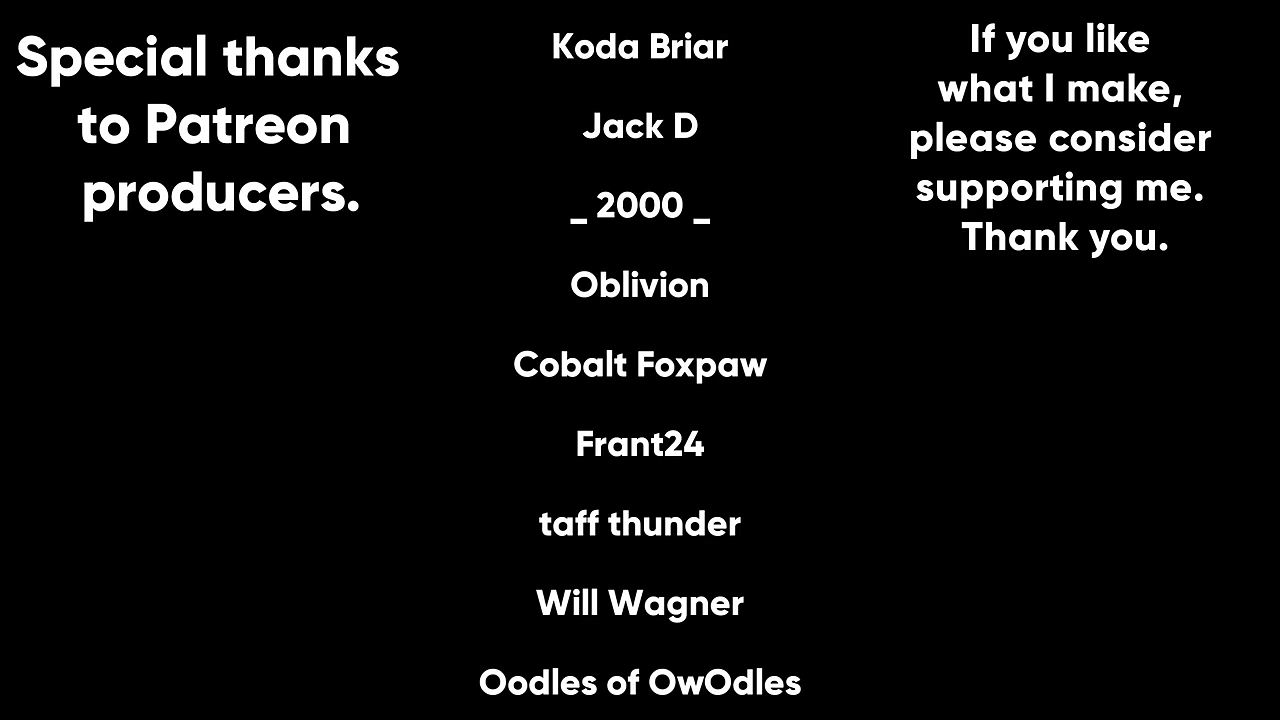 Special thanks
to Patreon
producers.
Koda Briar
Jack D
_ 2000 _
Oblivion
Cobalt Foxpaw
Frant24
taff thunder
Will Wagner
Oodles of OwOdles
If you like
what I make,
please consider
supporting me.
Thank you.